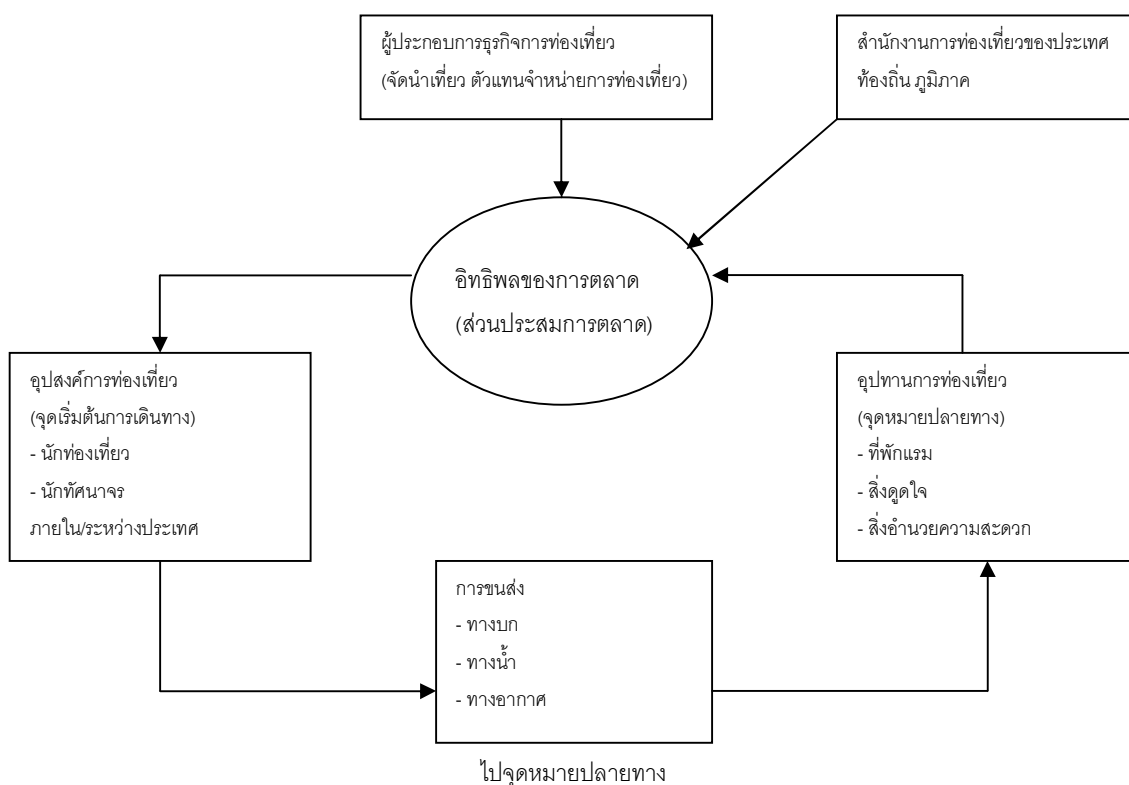 ผู้ประกอบการธุรกิจการท่องเที่ยว
(จัดนำเที่ยว ตัวแทนจำหน่ายการท่องเที่ยว)
สำนักงานการท่องเที่ยวของประเทศ
ท้องถิ่น ภูมิภาค
อิทธิพลของการตลาด
(ส่วนประสมการตลาด)
อุปสงค์การท่องเที่ยว
(จุดเริ่มต้นการเดินทาง)
- นักท่องเที่ยว
- นักทัศนาจร
ภายใน/ระหว่างประเทศ
อุปทานการท่องเที่ยว
(จุดหมายปลายทาง)
- ที่พักแรม
- สิ่งดูดใจ
- สิ่งอำนวยความสะดวก
การขนส่ง
- ทางบก
- ทางน้ำ
- ทางอากาศ
ไปจุดหมายปลายทาง